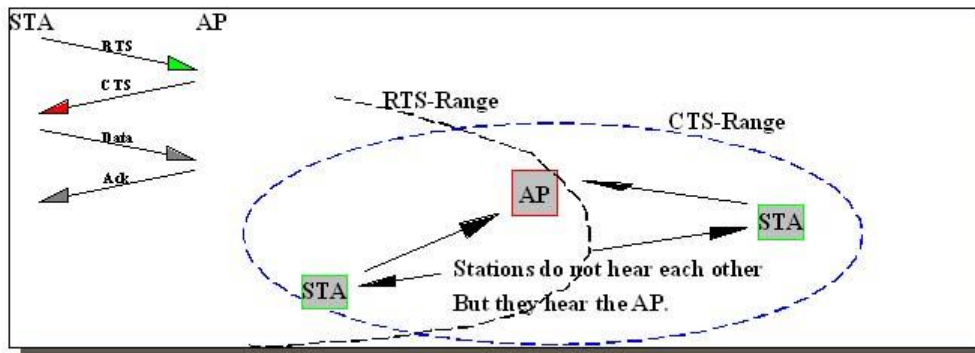 STA AP
RTS
CTS
Data
Ack
RTS-Range
CTS-Range
AP
STA
STA
Stations do not hear each other
But they hear the AP.